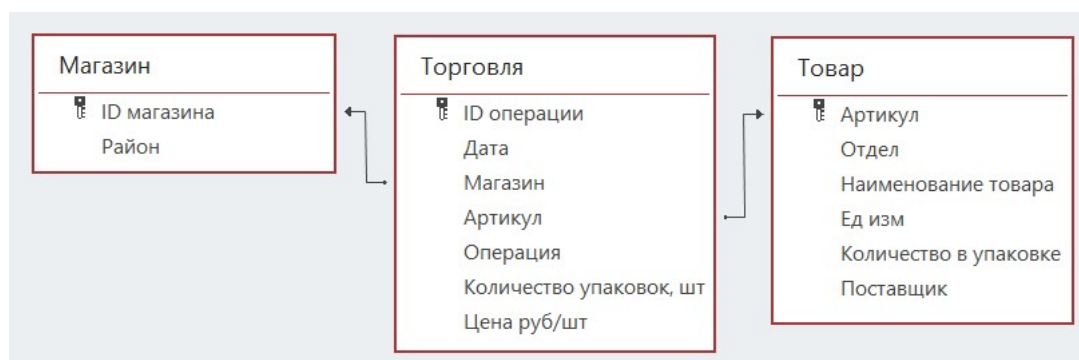 Магазин
ID магазина
Район
Торговля
ID операции
Дата
Магазин
Артикул
Операция
Количество упаковок, шт
Цена руб/шт
Товар
Артикул
Отдел
Наименование товара
Ед изм
Количество в упаковке
Поставщик